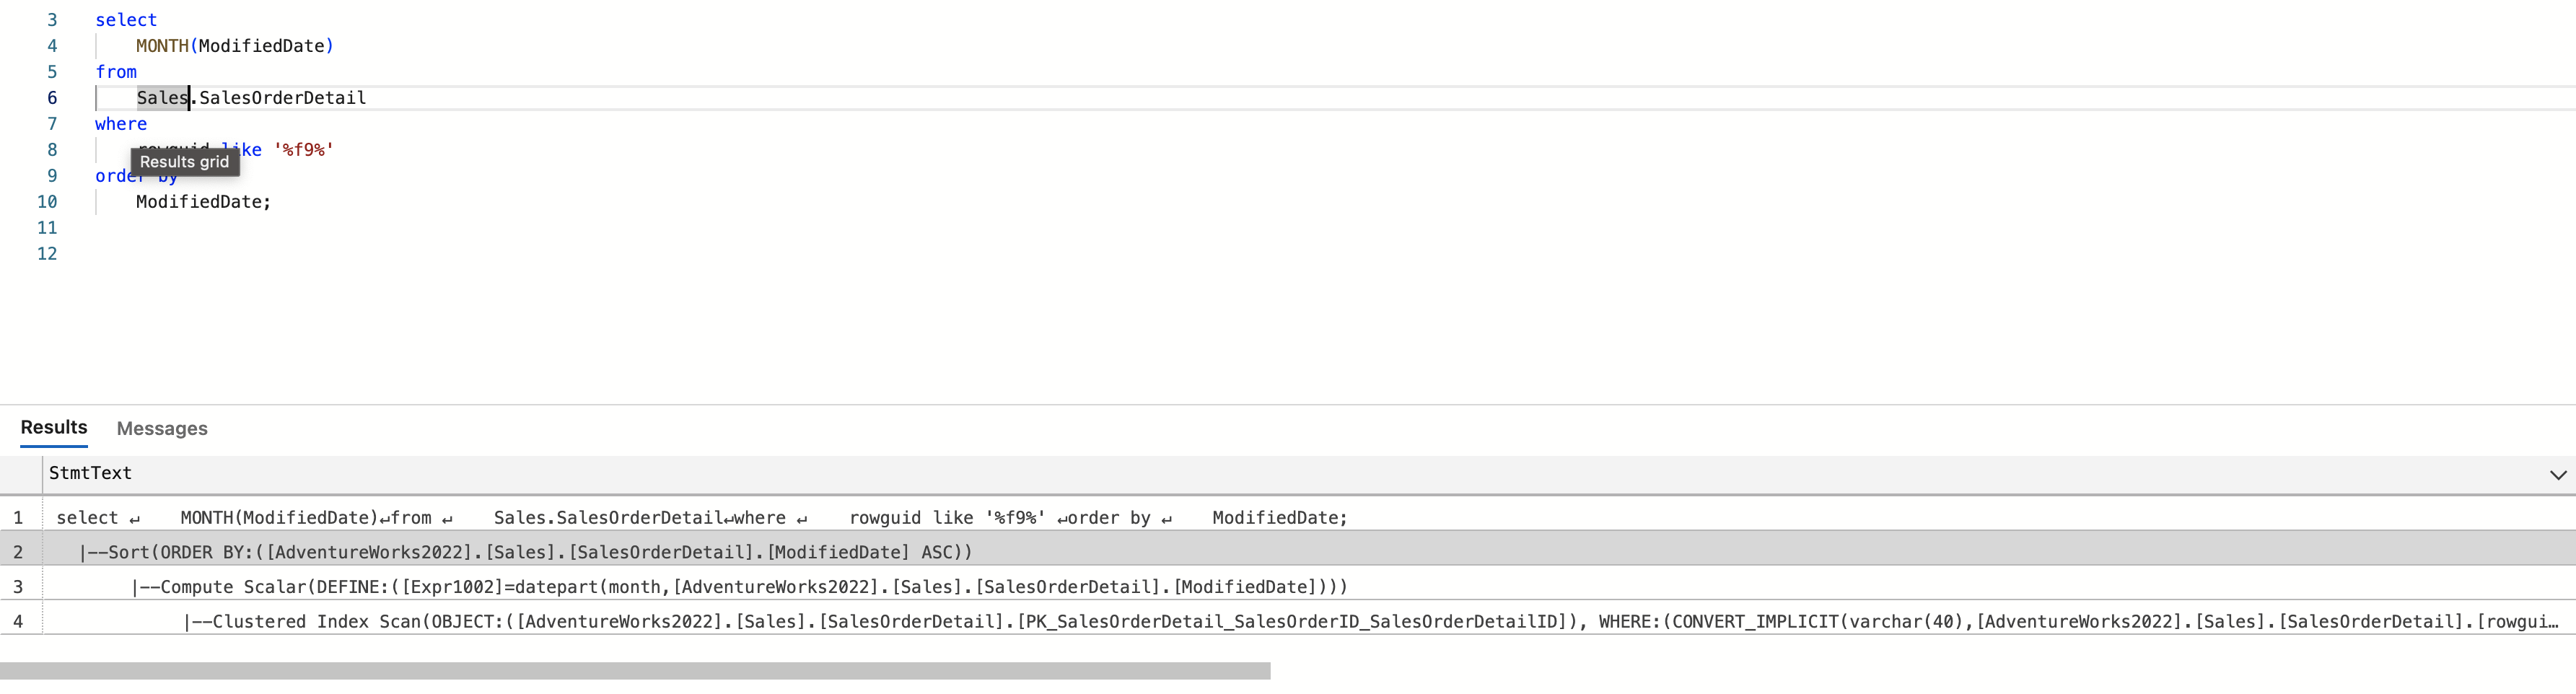 3 select
4 MONTH(ModifiedDate)
5 from
6 Sales.SalesOrderDetail
7 where
8 rowguid like '%f9%'
Results grid
9 order by
10 ModifiedDate;
11
12
Results Messages
StmtText
1 select ↵ MONTH(ModifiedDate)↵from ↵ Sales.SalesOrderDetail↵where ↵ rowguid like '%f9%' ↵order by ↵ ModifiedDate;
2 |--Sort(ORDER BY:([AdventureWorks2022].[Sales].[SalesOrderDetail].[ModifiedDate] ASC))
3 |--Compute Scalar(DEFINE:([Expr1002]=datepart(month,[AdventureWorks2022].[Sales].[SalesOrderDetail].[ModifiedDate])))
4 |--Clustered Index Scan(OBJECT:([AdventureWorks2022].[Sales].[SalesOrderDetail].[PK_SalesOrderDetail_SalesOrderID_SalesOrderDetailID]), WHERE:(CONVERT_IMPLICIT(varchar(40),[AdventureWorks2022].[Sales].[SalesOrderDetail].[rowgui…